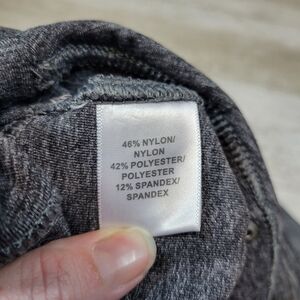 46% NYLON/
NYLON
42% POLYESTER/
POLYESTER
12% SPANDEX/
SPANDEX